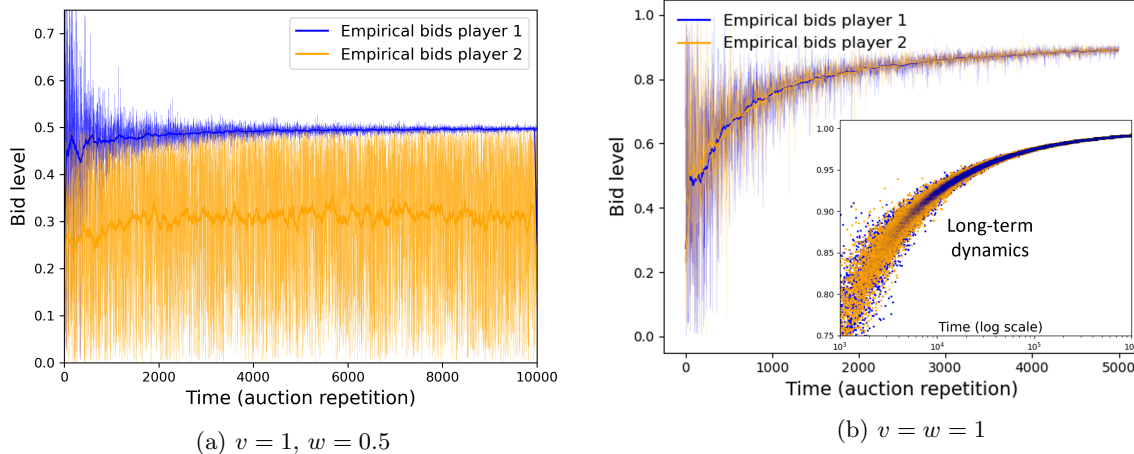 0.7
0.6
0.5
0.4
0.3
0.2
0.1
0.0
Bid level
Empirical bids player 1
Empirical bids player 2
0
2000
4000
6000
8000
10000
Time (auction repetition)
(a) v = 1, w = 0.5
1.0
0.8
0.6
0.4
0.2
0.0
Bid level
Empirical bids player 1
Empirical bids player 2
1.00
0.95
0.90
0.85
0.80
0.75
Long-term
dynamics
Time (log scale)
10³
10⁴
10⁵
0
1000
2000
3000
4000
5000
Time (auction repetition)
(b) v = w = 1